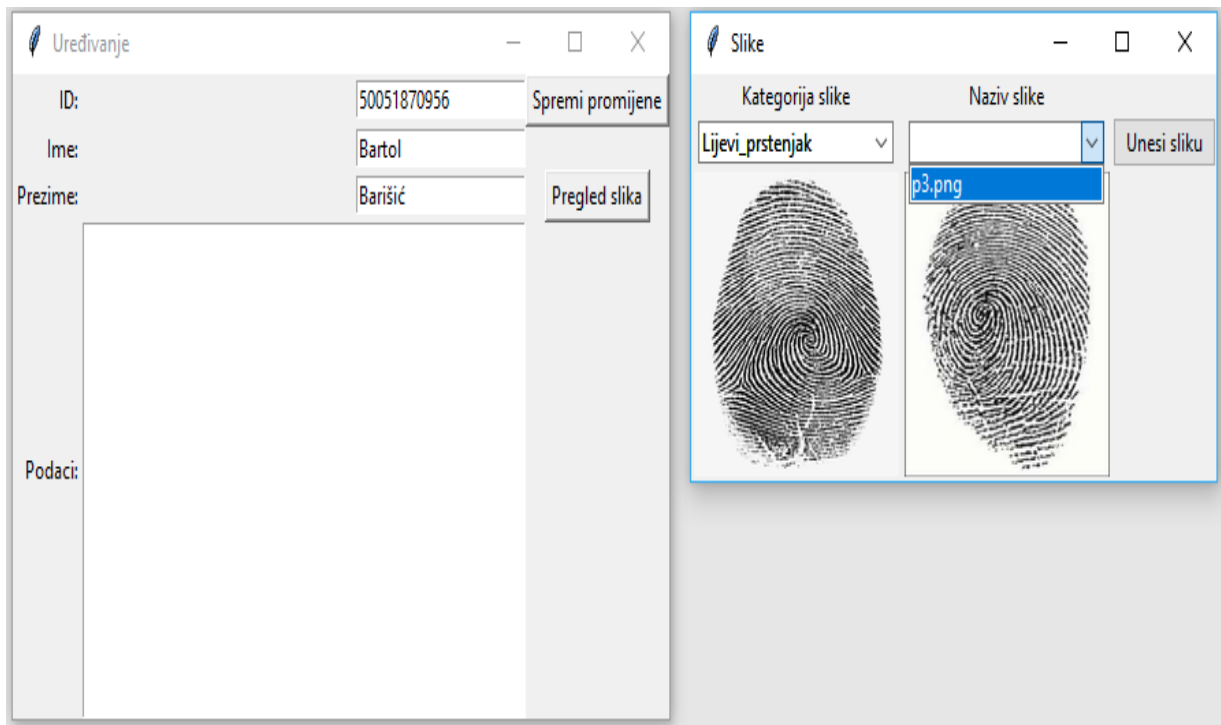 Uređivanje
ID:
50051870956
Spremi promijene
Ime:
Bartol
Prezime:
Barišić
Pregled slika
Podaci:
Slike
Kategorija slike
Naziv slike
Lijevi_prstenjak
Unesi sliku
p3.png